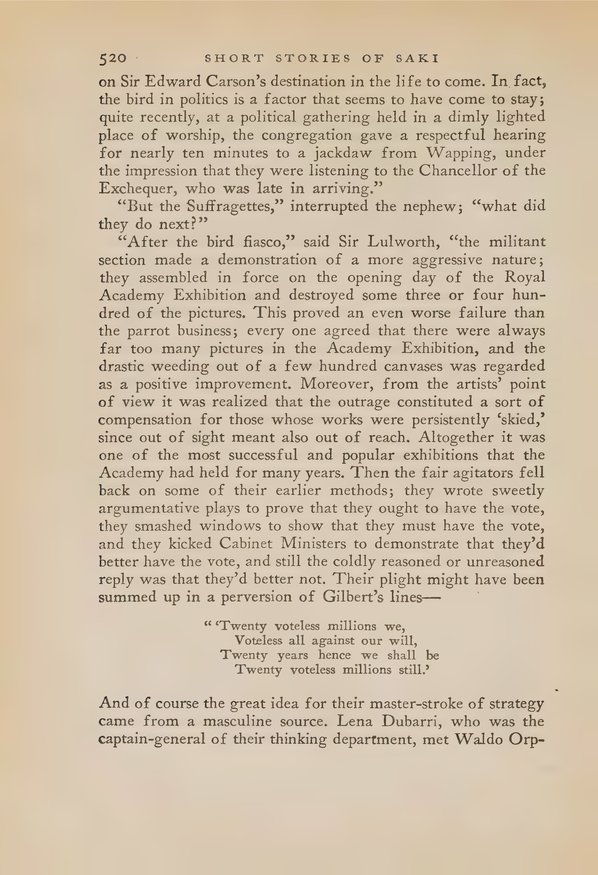 520 SHORT STORIES OF SAKI
on Sir Edward Carson’s destination in the life to come. In fact,
the bird in politics is a factor that seems to have come to stay;
quite recently, at a political gathering held in a dimly lighted
place of worship, the congregation gave a respectful hearing
for nearly ten minutes to a jackdaw from Wapping, under
the impression that they were listening to the Chancellor of the
Exchequer, who was late in arriving.”
“But the Suffragettes,” interrupted the nephew; “what did
they do next?”
“After the bird fiasco,” said Sir Lulworth, “the militant
section made a demonstration of a more aggressive nature;
they assembled in force on the opening day of the Royal
Academy Exhibition and destroyed some three or four hun-
dred of the pictures. This proved an even worse failure than
the parrot business; every one agreed that there were always
far too many pictures in the Academy Exhibition, and the
drastic weeding out of a few hundred canvases was regarded
as a positive improvement. Moreover, from the artists’ point
of view it was realized that the outrage constituted a sort of
compensation for those whose works were persistently ‘skied,’
since out of sight meant also out of reach. Altogether it was
one of the most successful and popular exhibitions that the
Academy had held for many years. Then the fair agitators fell
back on some of their earlier methods; they wrote sweetly
argumentative plays to prove that they ought to have the vote,
they smashed windows to show that they must have the vote,
and they kicked Cabinet Ministers to demonstrate that they’d
better have the vote, and still the coldly reasoned or unreasoned
reply was that they’d better not. Their plight might have been
summed up in a perversion of Gilbert’s lines—
“ ‘Twenty voteless millions we,
Voteless all against our will,
Twenty years hence we shall be
Twenty voteless millions still.’
And of course the great idea for their master-stroke of strategy
came from a masculine source. Lena Dubarri, who was the
captain-general of their thinking department, met Waldo Orp-